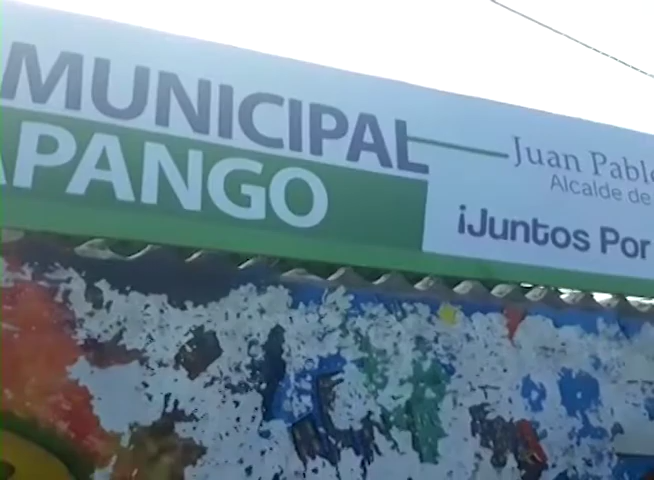 MUNICIPAL
APANGO
Juan Pablo
Alcalde de
¡Juntos Por